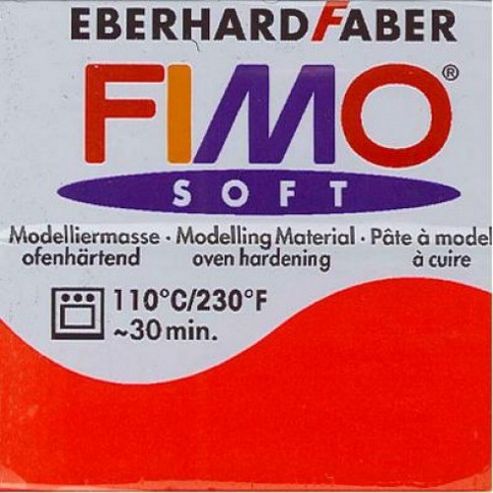 EBERHARDFABER
FIMO®
SOFT
Modelliermasse · Modelling Material · Pâte à model
ofenhärtend oven hardening à cuire
110°C/230°F
~30 min.